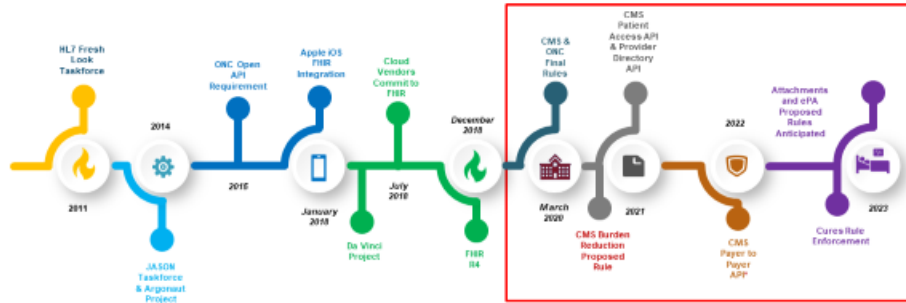 HL7 Fresh
Look
Taskforce
2011
2014
JASON
Taskforce
& Argonaut
Project
ONC Open
API
Requirement
2015
Apple iOS
FHIR
Integration
January
2018
Da Vinci
Project
Cloud
Vendors
Commit to
FHIR
July
2018
December
2018
FHIR
R4
CMS &
ONC
Final
Rules
March
2020
CMS Burden
Reduction
Proposed
Rule
CMS
Patient
Access API
& Provider
Directory
API
2021
2022
CMS
Payer to
Payer
API*
Attachments
and ePA
Proposed
Rules
Anticipated
Cures Rule
Enforcement
2023